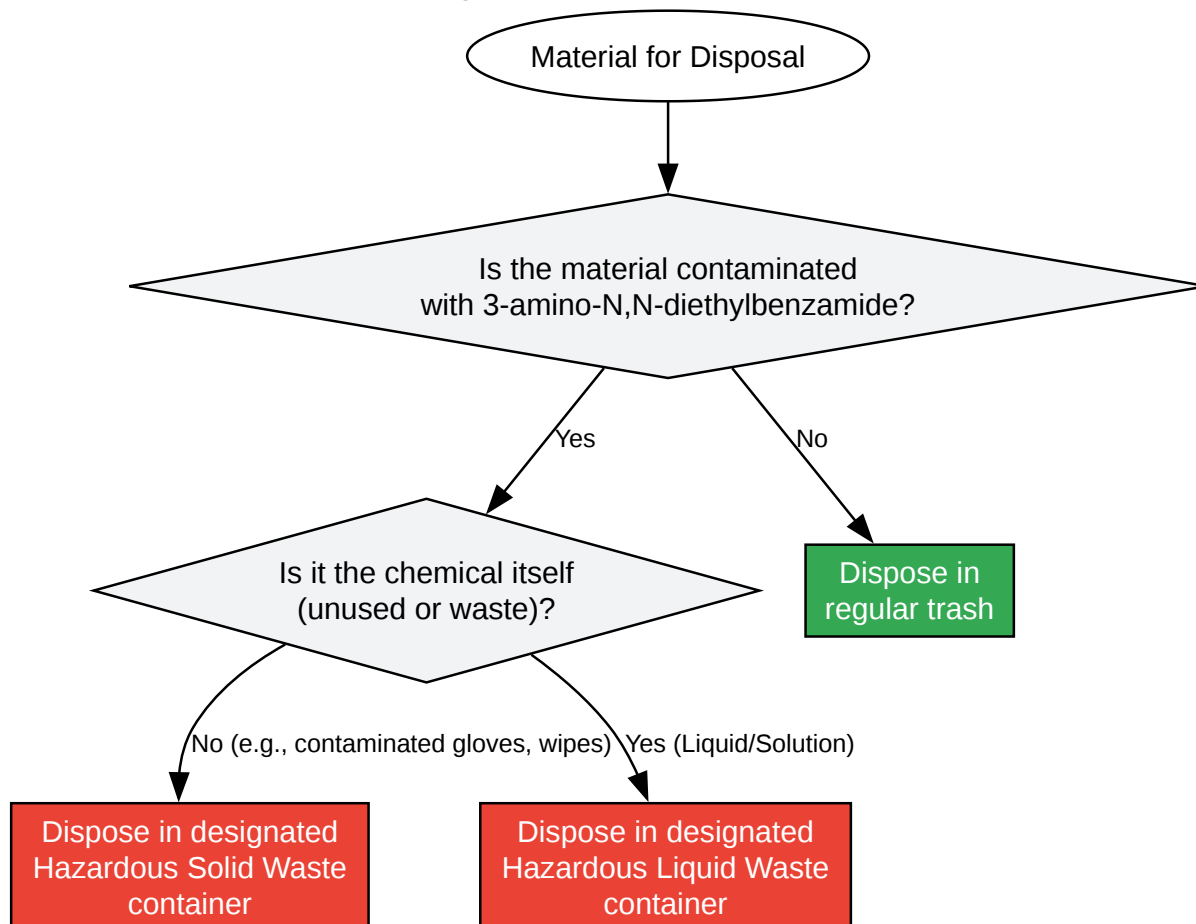 Material for Disposal
Is the material contaminated
with 3-amino-N,N-diethylbenzamide?
Yes
No
Is it the chemical itself
(unused or waste)?
Dispose in
regular trash
No (e.g., contaminated gloves, wipes)
Yes (Liquid/Solution)
Dispose in designated
Hazardous Solid Waste
container
Dispose in designated
Hazardous Liquid Waste
container